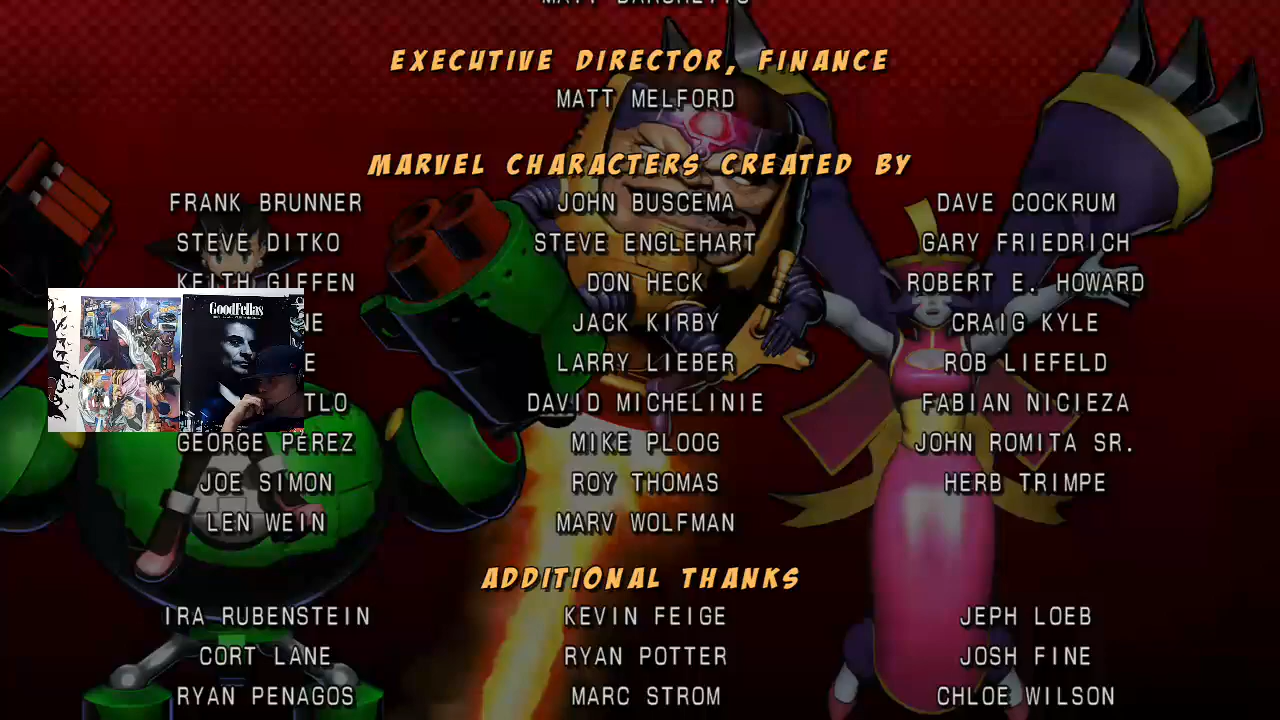 EXECUTIVE DIRECTOR, FINANCE
MATT MELFORD
MARVEL CHARACTERS CREATED BY
FRANK BRUNNER JOHN BUSCEMA DAVE COCKRUM
STEVE DITKO STEVE ENGLEHART GARY FRIEDRICH
KEITH GIFFEN DON HECK ROBERT E. HOWARD
JACK KIRBY CRAIG KYLE
LARRY LIEBER ROB LIEFELD
DAVID MICHELINIE FABIAN NICIEZA
GEORGE PÉREZ MIKE PLOOG JOHN ROMITA SR.
JOE SIMON ROY THOMAS HERB TRIMPE
LEN WEIN MARV WOLFMAN
GoodFellas
ADDITIONAL THANKS
IRA RUBENSTEIN KEVIN FEIGE JEPH LOEB
CORT LANE RYAN POTTER JOSH FINE
RYAN PENAGOS MARC STROM CHLOE WILSON